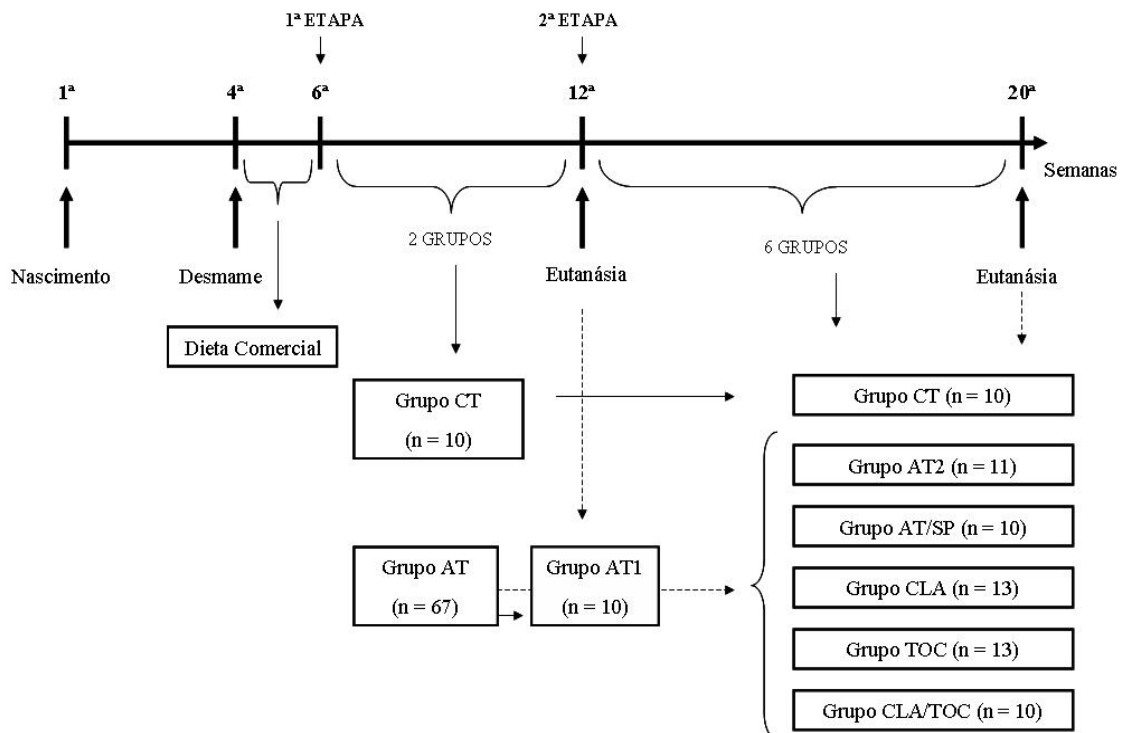 1ª ETAPA
2ª ETAPA
1ª
4ª
6ª
12ª
20ª
Semanas
2 GRUPOS
6 GRUPOS
Nascimento
Desmame
Eutanásia
Eutanásia
Dieta Comercial
Grupo CT
(n = 10)
Grupo CT (n = 10)
Grupo AT2 (n = 11)
Grupo AT/SP (n = 10)
Grupo AT
(n = 67)
Grupo AT1
(n = 10)
Grupo CLA (n = 13)
Grupo TOC (n = 13)
Grupo CLA/TOC (n = 10)